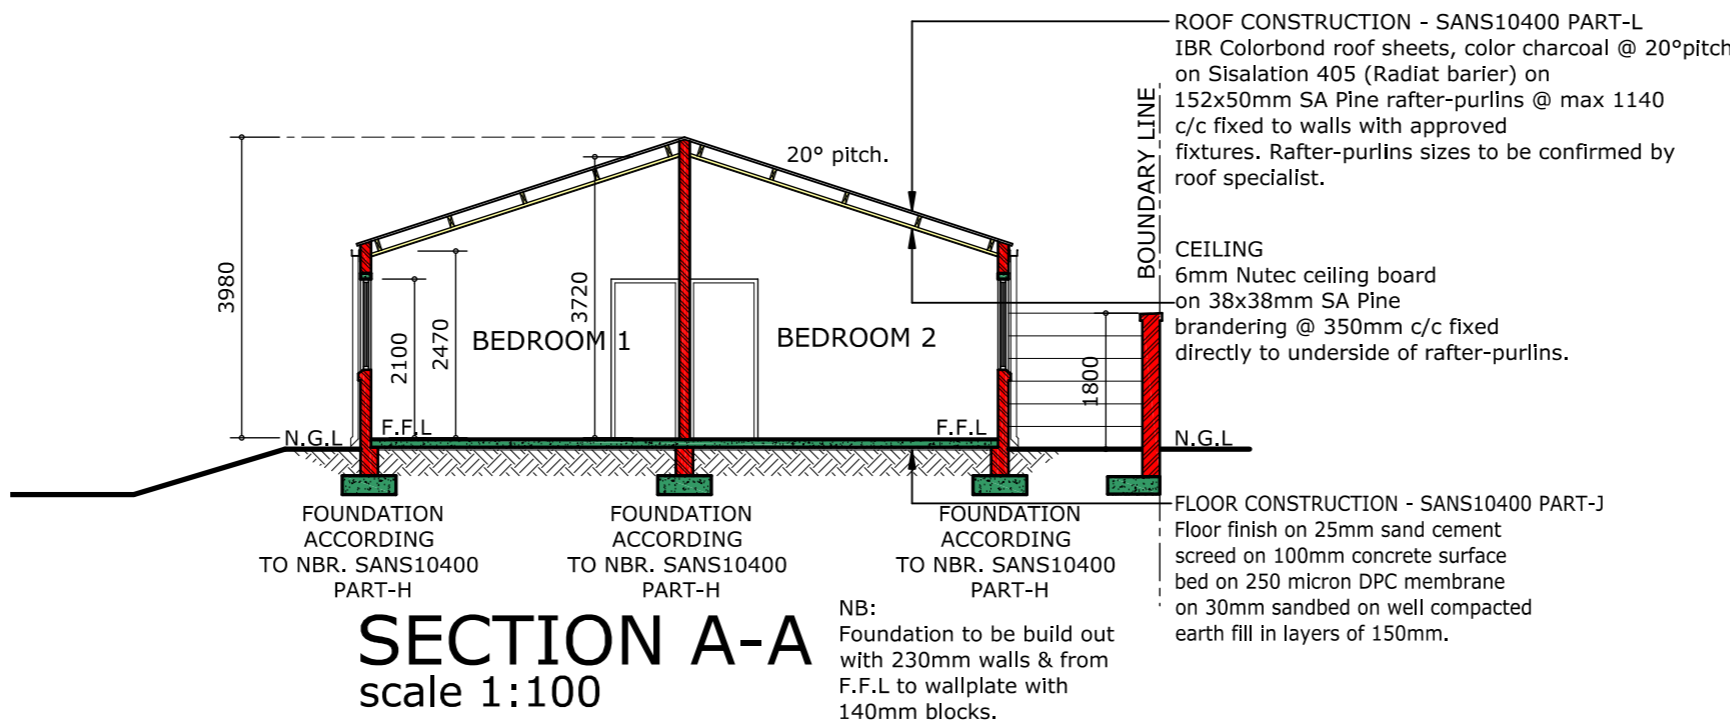 ROOF CONSTRUCTION - SANS10400 PART-L
IBR Colorbond roof sheets, color charcoal @ 20°pitch
on Sisalation 405 (Radiat barier) on
152x50mm SA Pine rafter-purlins @ max 1140
c/c fixed to walls with approved
fixtures. Rafter-purlins sizes to be confirmed by
roof specialist.
BOUNDARY LINE
20° pitch.
CEILING
6mm Nutec ceiling board
on 38x38mm SA Pine
brandering @ 350mm c/c fixed
directly to underside of rafter-purlins.
3980
2100
2470
3720
1800
BEDROOM 1
BEDROOM 2
N.G.L
F.F.L
F.F.L
N.G.L
FOUNDATION
ACCORDING
TO NBR. SANS10400
PART-H
FOUNDATION
ACCORDING
TO NBR. SANS10400
PART-H
FOUNDATION
ACCORDING
TO NBR. SANS10400
PART-H
FLOOR CONSTRUCTION - SANS10400 PART-J
Floor finish on 25mm sand cement
screed on 100mm concrete surface
bed on 250 micron DPC membrane
on 30mm sandbed on well compacted
earth fill in layers of 150mm.
SECTION A-A
scale 1:100
NB:
Foundation to be build out
with 230mm walls & from
F.F.L to wallplate with
140mm blocks.